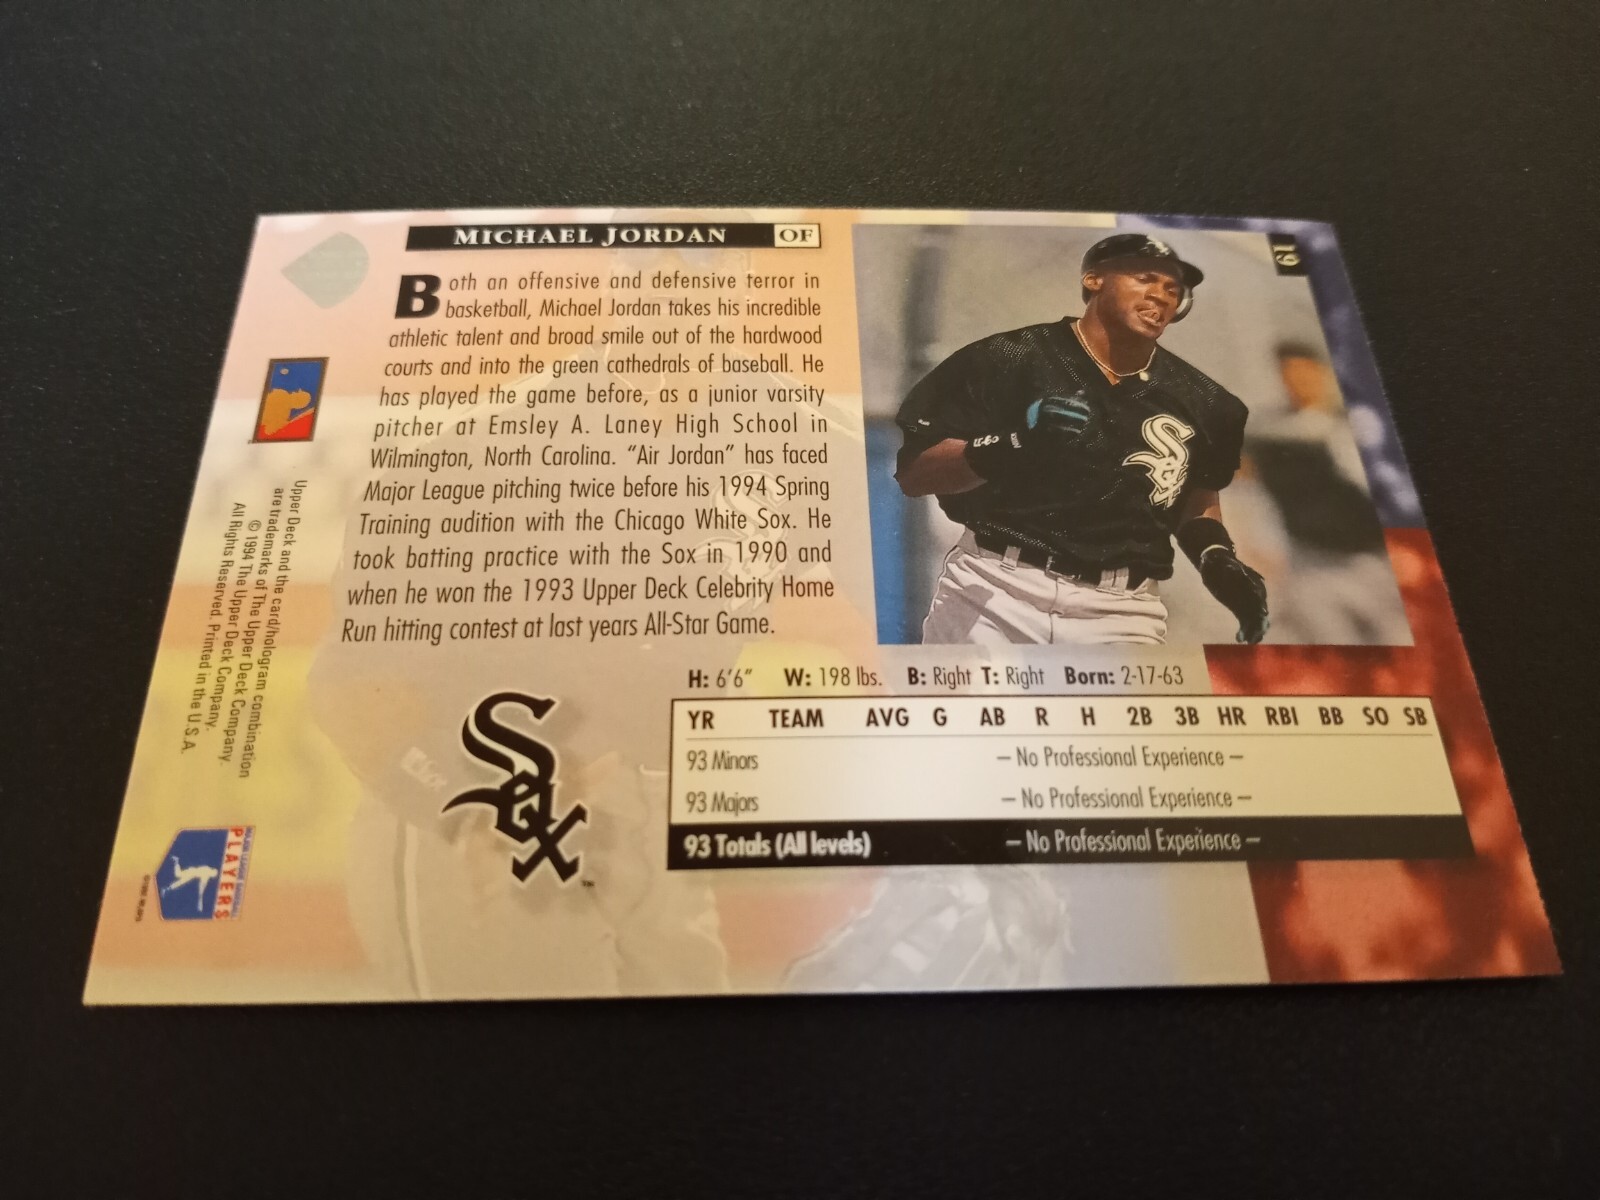 MICHAEL JORDAN OF
Both an offensive and defensive terror in
basketball, Michael Jordan takes his incredible
athletic talent and broad smile out of the hardwood
courts and into the green cathedrals of baseball. He
has played the game before, as a junior varsity
pitcher at Emsley A. Laney High School in
Wilmington, North Carolina. "Air Jordan" has faced
Major League pitching twice before his 1994 Spring
Training audition with the Chicago White Sox. He
took batting practice with the Sox in 1990 and
when he won the 1993 Upper Deck Celebrity Home
Run hitting contest at last years All-Star Game.
19
Sox
H: 6'6" W: 198 lbs. B: Right T: Right Born: 2-17-63
YR TEAM AVG G AB R H 2B 3B HR RBI BB SO SB
93 Minors – No Professional Experience –
93 Majors – No Professional Experience –
93 Totals (All levels) – No Professional Experience –
Sox
TM
Upper Deck and the card/hologram combination
are trademarks of The Upper Deck Company.
© 1994 The Upper Deck Company.
All Rights Reserved. Printed in the U.S.A.
MAJOR LEAGUE BASEBALL
PLAYERS